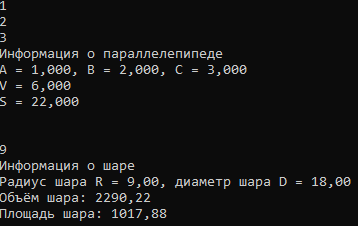 1
2
3
Информация о параллелепипеде
A = 1,000, B = 2,000, C = 3,000
V = 6,000
S = 22,000
9
Информация о шаре
Радиус шара R = 9,00, диаметр шара D = 18,00
Объём шара: 2290,22
Площадь шара: 1017,88